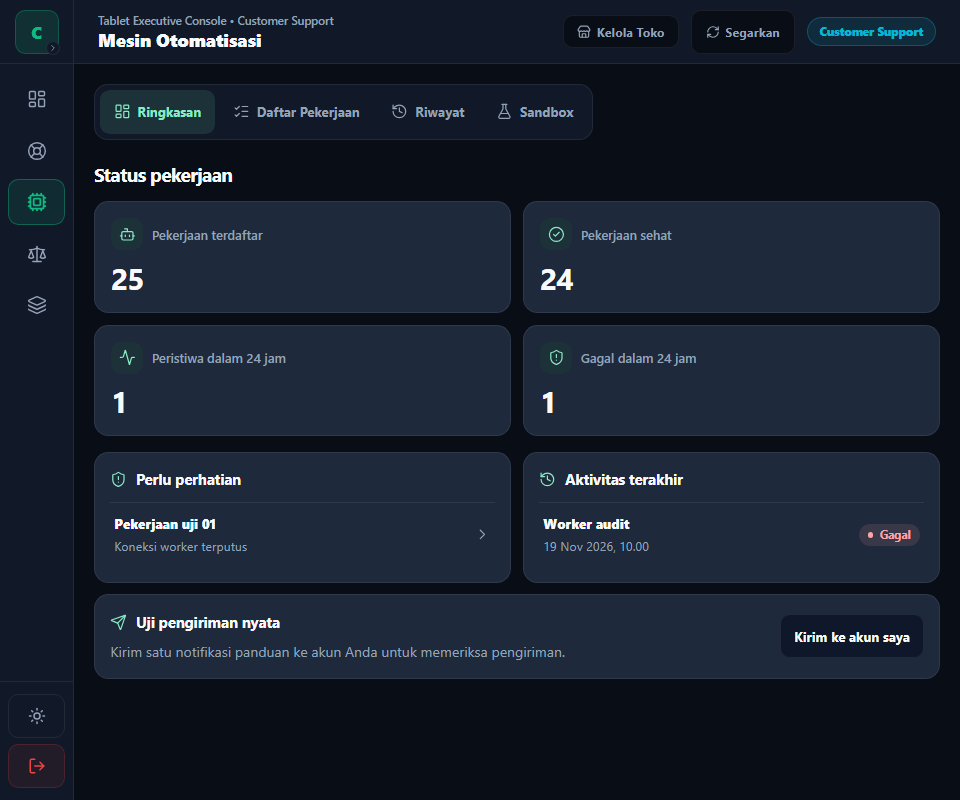 C
Tablet Executive Console • Customer Support
Mesin Otomatisasi
Kelola Toko
Segarkan
Customer Support
Ringkasan
Daftar Pekerjaan
Riwayat
Sandbox
Status pekerjaan
Pekerjaan terdaftar
25
Pekerjaan sehat
24
Peristiwa dalam 24 jam
1
Gagal dalam 24 jam
1
Perlu perhatian
Pekerjaan uji 01
Koneksi worker terputus
Aktivitas terakhir
Worker audit
19 Nov 2026, 10.00
Gagal
Uji pengiriman nyata
Kirim satu notifikasi panduan ke akun Anda untuk memeriksa pengiriman.
Kirim ke akun saya